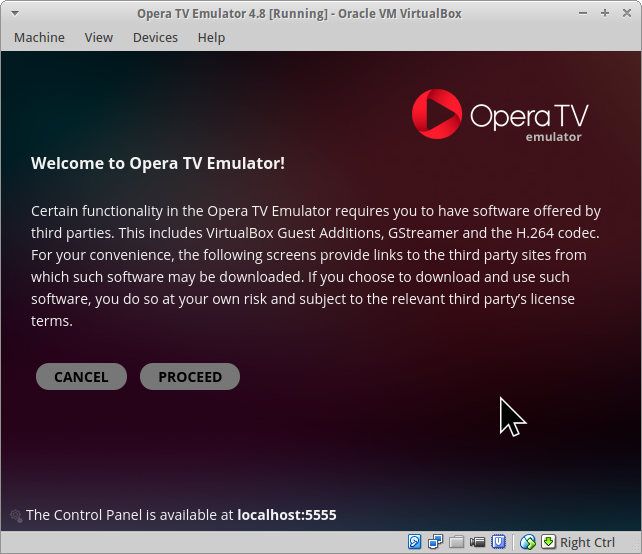 Opera TV Emulator 4.8 [Running] - Oracle VM VirtualBox
Machine View Devices Help
Opera TV
emulator
Welcome to Opera TV Emulator!
Certain functionality in the Opera TV Emulator requires you to have software offered by
third parties. This includes VirtualBox Guest Additions, GStreamer and the H.264 codec.
For your convenience, the following screens provide links to the third party sites from
which such software may be downloaded. If you choose to download and use such
software, you do so at your own risk and subject to the relevant third party’s license
terms.
CANCEL PROCEED
The Control Panel is available at localhost:5555
Right Ctrl